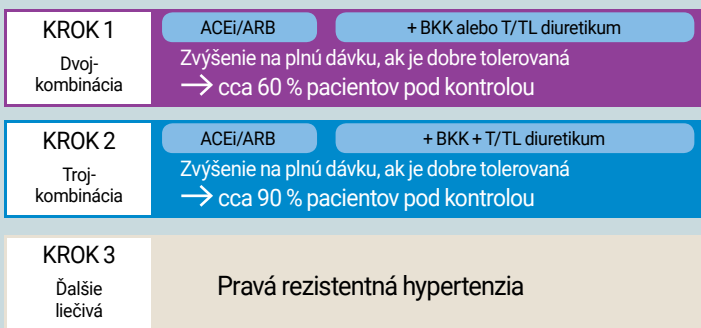 KROK 1
Dvoj-
kombinácia
ACEi/ARB
+ BKK alebo T/TL diuretikum
Zvýšenie na plnú dávku, ak je dobre tolerovaná
→ cca 60 % pacientov pod kontrolou
KROK 2
Troj-
kombinácia
ACEi/ARB
+ BKK + T/TL diuretikum
Zvýšenie na plnú dávku, ak je dobre tolerovaná
→ cca 90 % pacientov pod kontrolou
KROK 3
Ďalšie
liečivá
Pravá rezistentná hypertenzia